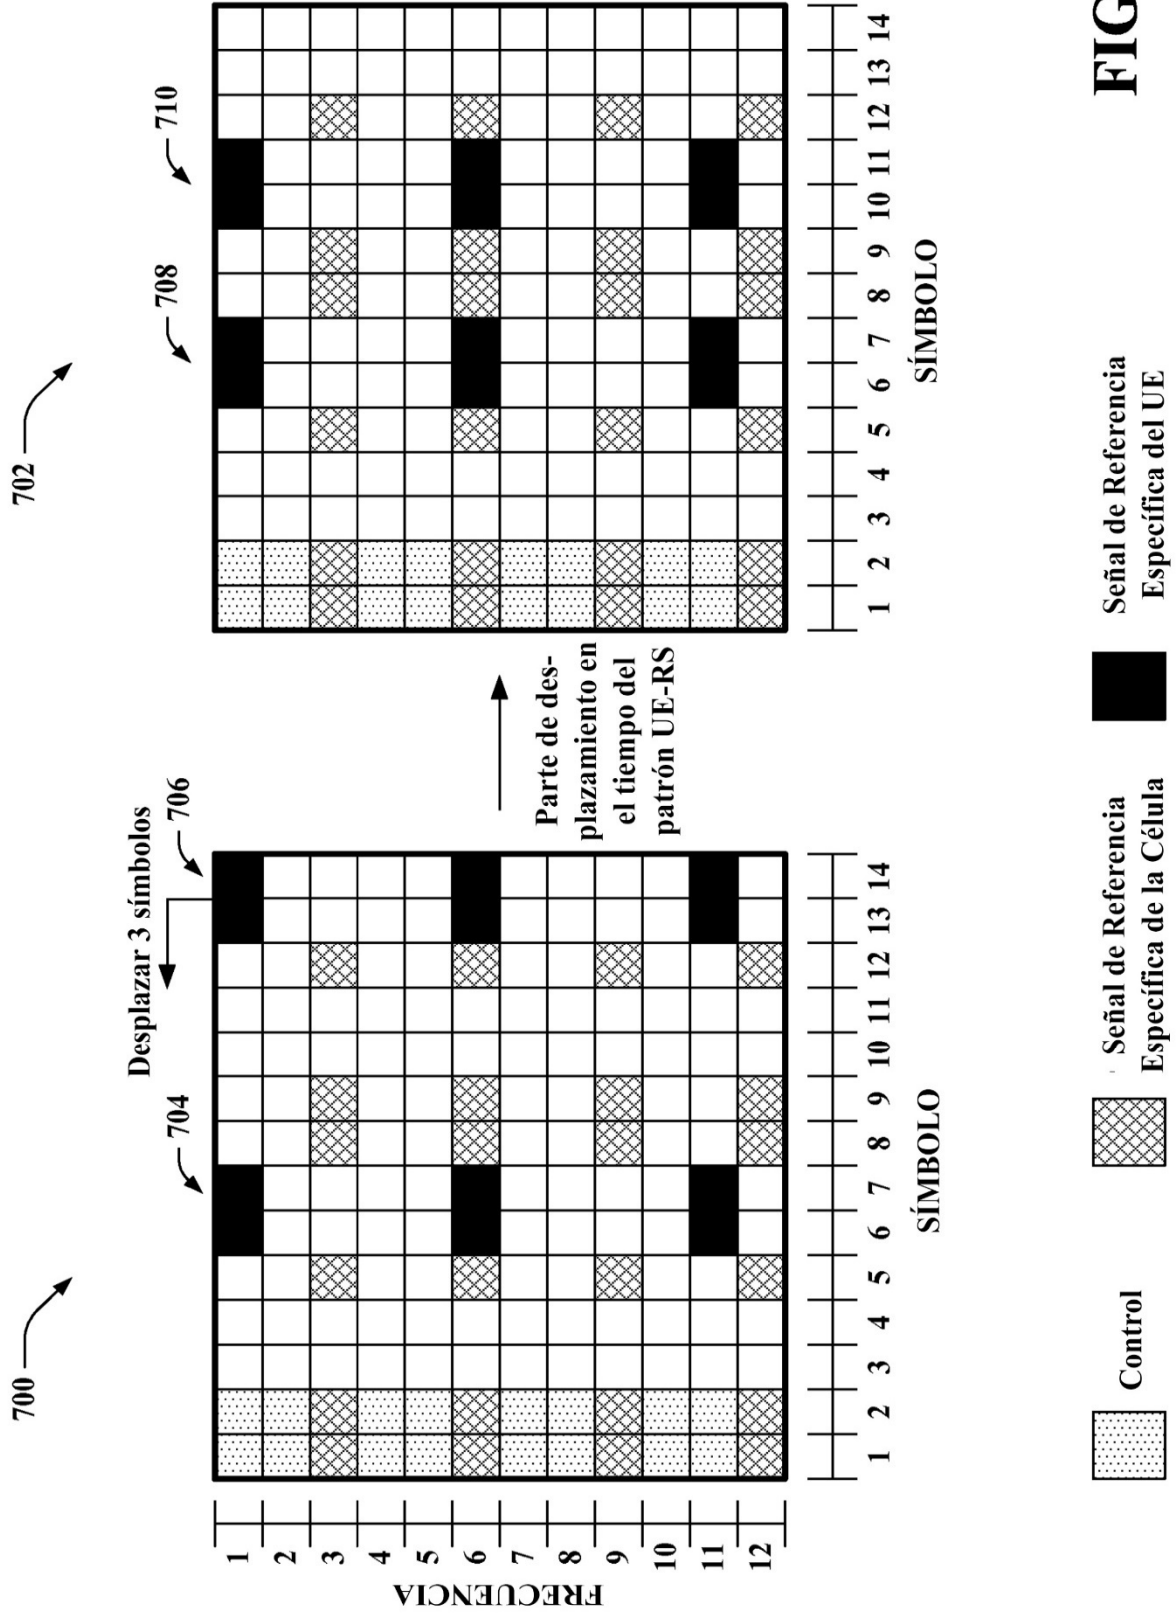 700
702
Desplazar 3 símbolos
704
706
708
710
FRECUENCIA
1
2
3
4
5
6
7
8
9
10
11
12
Parte de des-
plazamiento en
el tiempo del
patrón UE-RS
1 2 3 4 5 6 7 8 9 10 11 12 13 14
SÍMBOLO
1 2 3 4 5 6 7 8 9 10 11 12 13 14
SÍMBOLO
Control
Señal de Referencia
Específica de la Célula
Señal de Referencia
Específica del UE
FIG